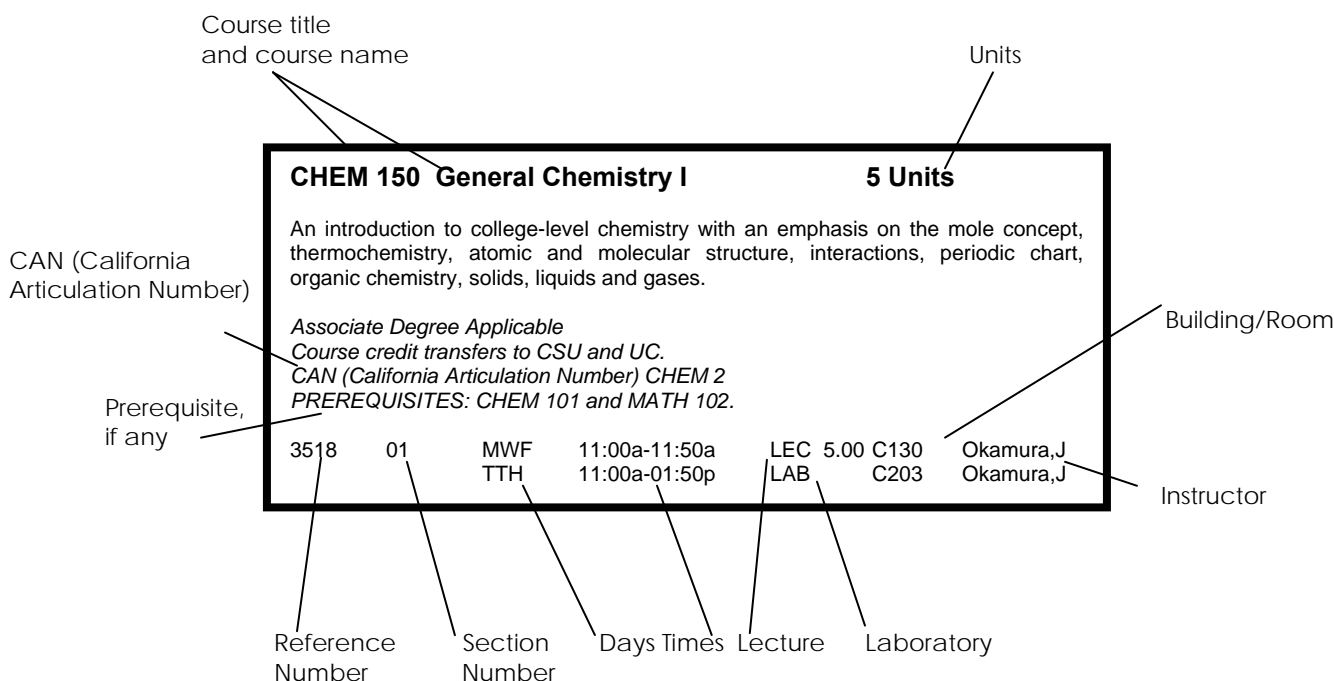 Course title
and course name
Units
CHEM 150 General Chemistry I 5 Units
An introduction to college-level chemistry with an emphasis on the mole concept,
thermochemistry, atomic and molecular structure, interactions, periodic chart,
organic chemistry, solids, liquids and gases.
CAN (California
Articulation Number)
Building/Room
Associate Degree Applicable
Course credit transfers to CSU and UC.
CAN (California Articulation Number) CHEM 2
PREREQUISITES: CHEM 101 and MATH 102.
Prerequisite,
if any
3518 01 MWF 11:00a-11:50a LEC 5.00 C130 Okamura,J
TTH 11:00a-01:50p LAB C203 Okamura,J
Instructor
Reference
Number
Section
Number
Days Times Lecture Laboratory